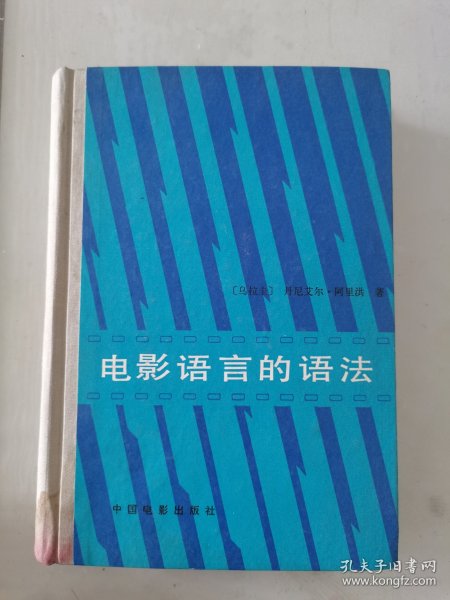 〔乌拉圭〕 丹尼艾尔·阿里洪 著
电影语言的语法
中国电影出版社
孔夫子旧书网
www.kongfz.com